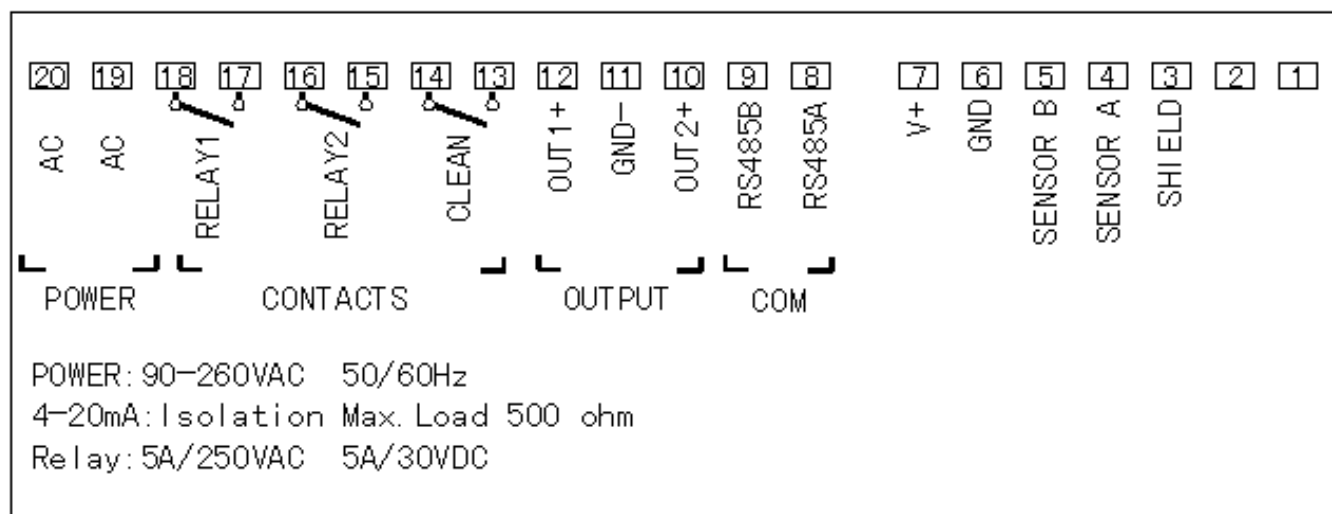 20 19 18 17 16 15 14 13 12 11 10 9 8 7 6 5 4 3 2 1
AC
AC
RELAY1
RELAY2
CLEAN
OUT1+
GND-
OUT2+
RS485B
RS485A
V+
GND
SENSOR B
SENSOR A
SHIELD
POWER CONTACTS OUTPUT COM
POWER:90-260VAC 50/60Hz
4-20mA:Isolation Max.Load 500 ohm
Relay:5A/250VAC 5A/30VDC